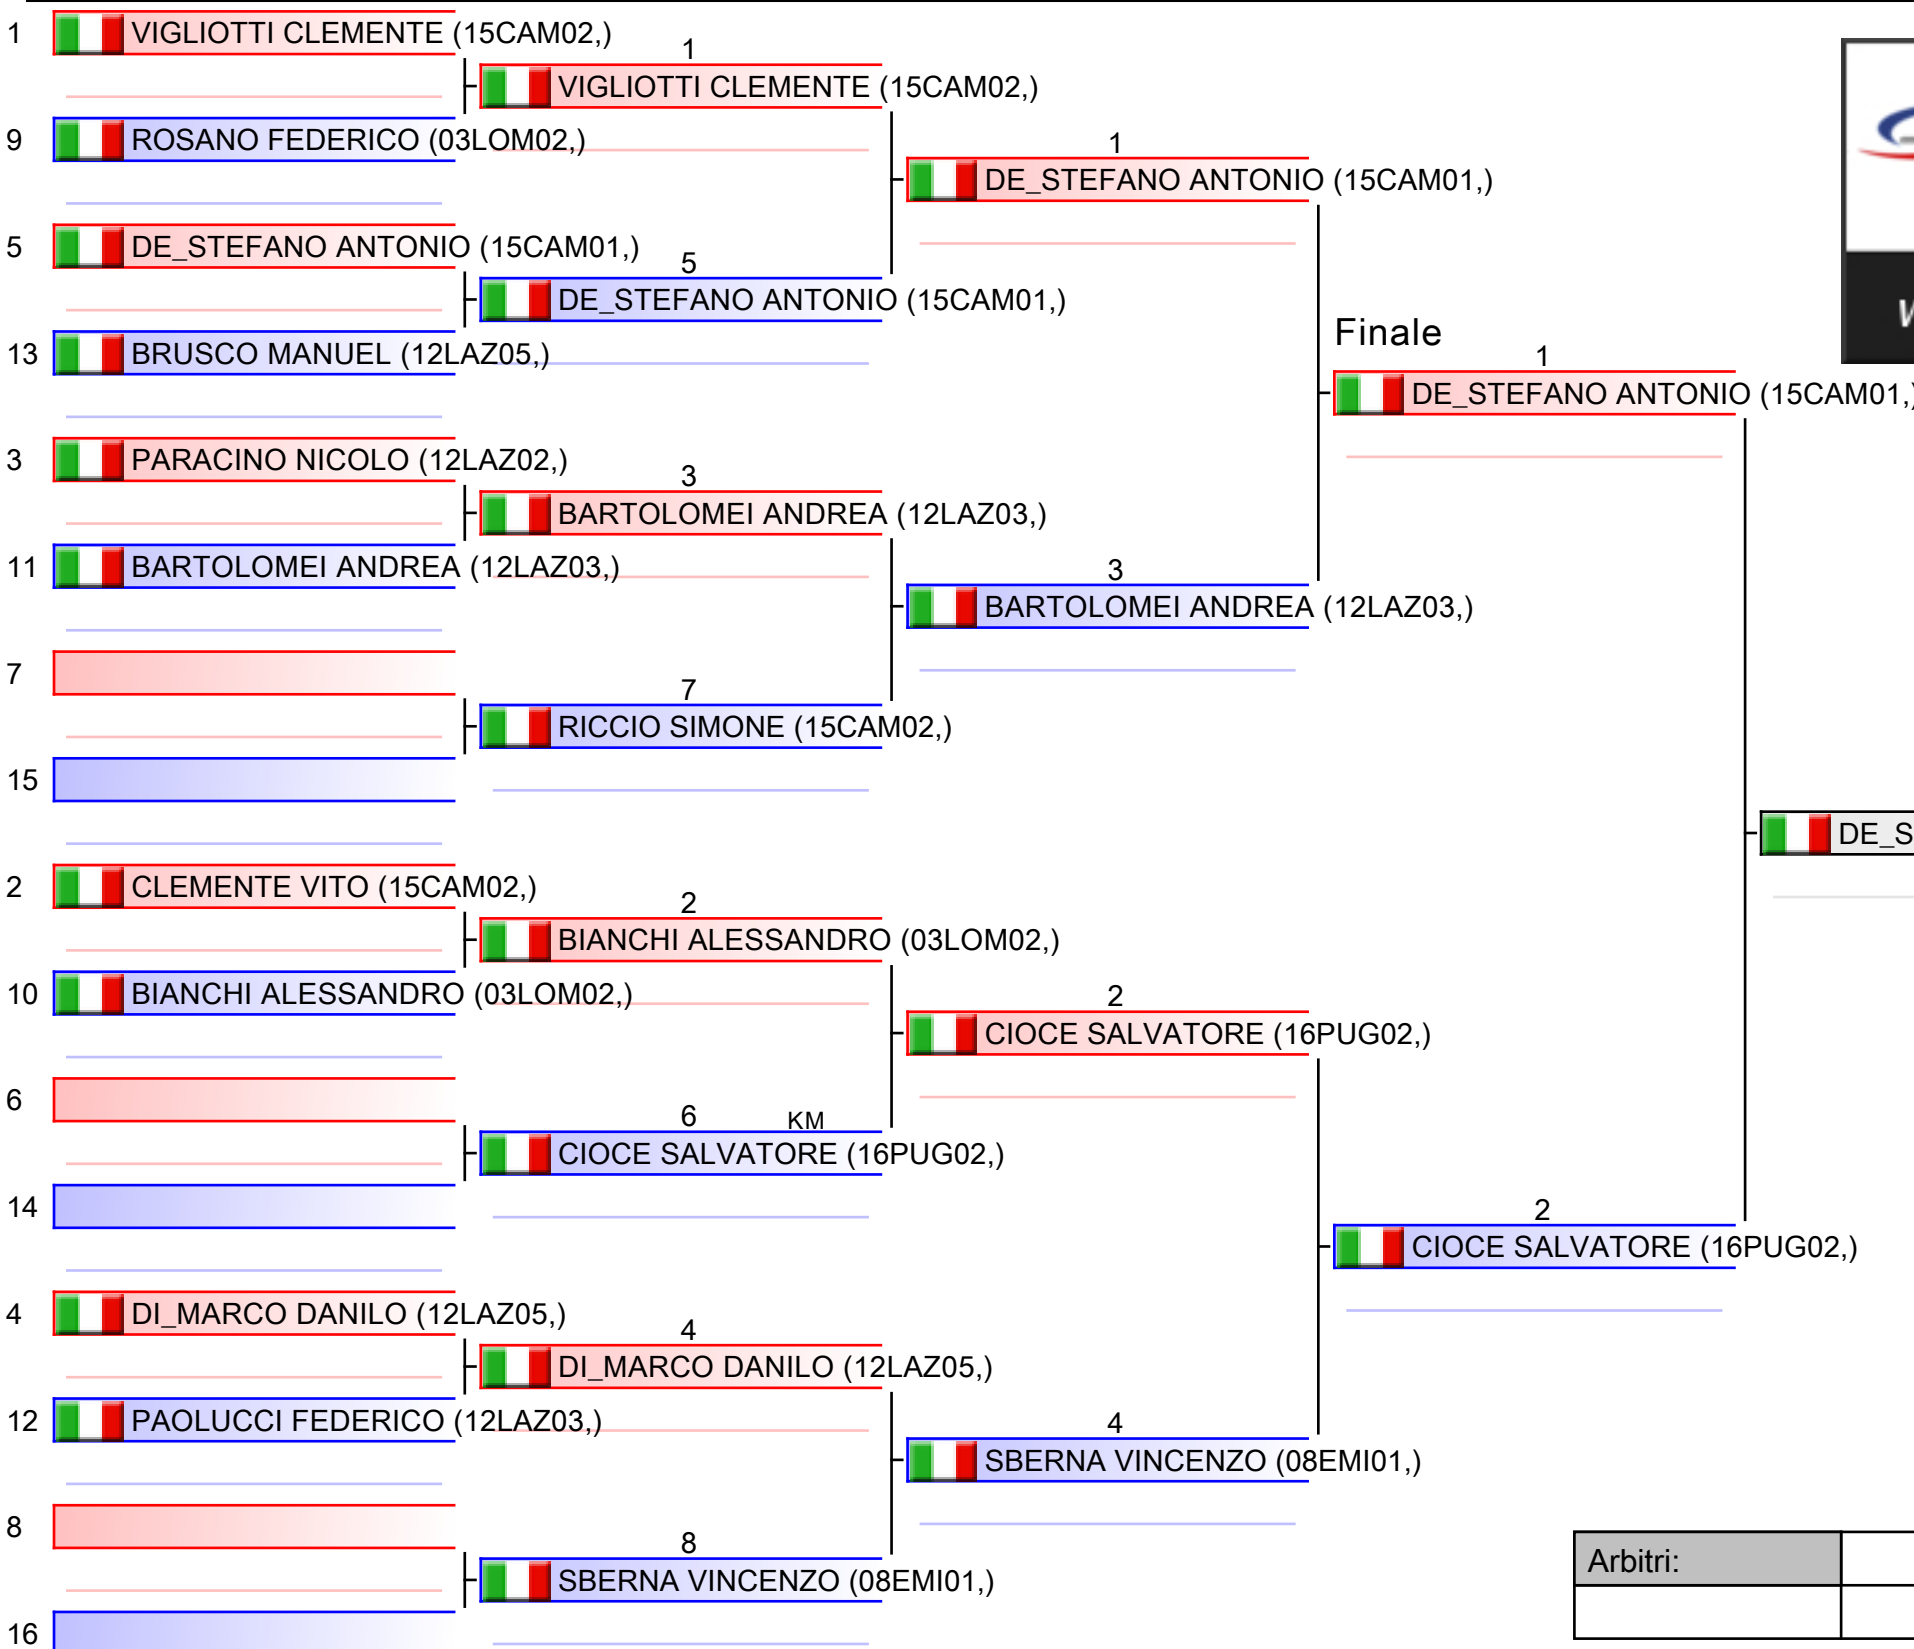 1 VIGLIOTTI CLEMENTE (15CAM02,)
1
VIGLIOTTI CLEMENTE (15CAM02,)
9 ROSANO FEDERICO (03LOM02,)
1
DE_STEFANO ANTONIO (15CAM01,)
5 DE_STEFANO ANTONIO (15CAM01,)
5
DE_STEFANO ANTONIO (15CAM01,)
Finale
13 BRUSCO MANUEL (12LAZ05,)
1
DE_STEFANO ANTONIO (15CAM01,)
3 PARACINO NICOLO (12LAZ02,)
3
BARTOLOMEI ANDREA (12LAZ03,)
11 BARTOLOMEI ANDREA (12LAZ03,)
3
BARTOLOMEI ANDREA (12LAZ03,)
7
7
RICCIO SIMONE (15CAM02,)
15
DE_S
2 CLEMENTE VITO (15CAM02,)
2
BIANCHI ALESSANDRO (03LOM02,)
10 BIANCHI ALESSANDRO (03LOM02,)
2
CIOCE SALVATORE (16PUG02,)
6
6 KM
CIOCE SALVATORE (16PUG02,)
14
2
CIOCE SALVATORE (16PUG02,)
4 DI_MARCO DANILO (12LAZ05,)
4
DI_MARCO DANILO (12LAZ05,)
12 PAOLUCCI FEDERICO (12LAZ03,)
4
SBERNA VINCENZO (08EMI01,)
8
8
SBERNA VINCENZO (08EMI01,)
Arbitri:
16